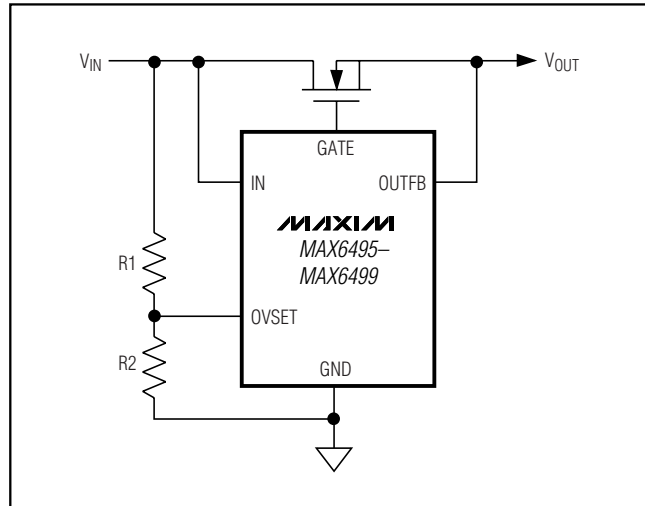 VIN
VOUT
GATE
IN
OUTFB
MAXIM
MAX6495–
MAX6499
R1
OVSET
R2
GND